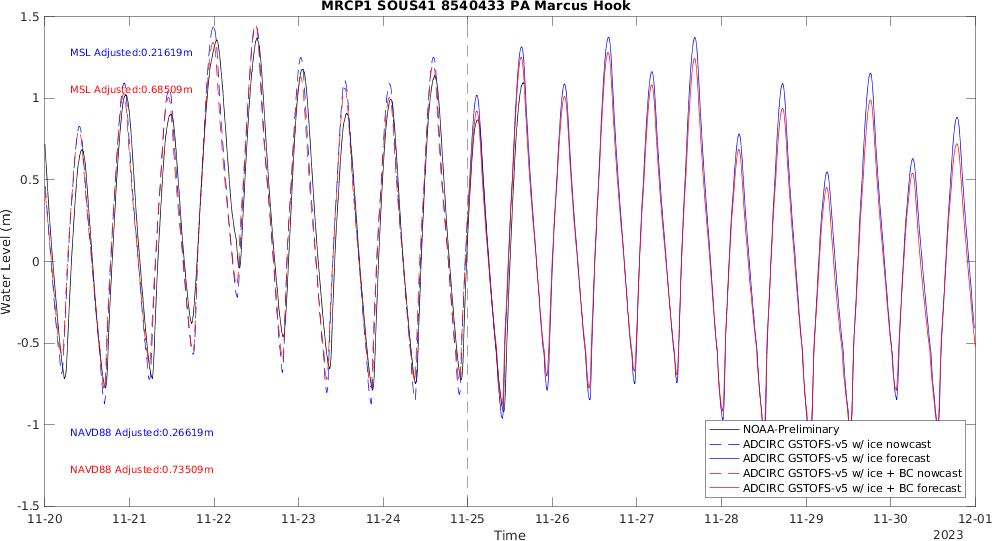 MRCP1 SOUS41 8540433 PA Marcus Hook
1.5
1
0.5
0
-0.5
-1
-1.5
Water Level (m)
MSL Adjusted:0.21619m
MSL Adjusted:0.68509m
NAVD88 Adjusted:0.26619m
NAVD88 Adjusted:0.73509m
NOAA-Preliminary
ADCIRC GSTOFS-v5 w/ ice nowcast
ADCIRC GSTOFS-v5 w/ ice forecast
ADCIRC GSTOFS-v5 w/ ice + BC nowcast
ADCIRC GSTOFS-v5 w/ ice + BC forecast
11-20 11-21 11-22 11-23 11-24 11-25 11-26 11-27 11-28 11-29 11-30 12-01
Time
2023